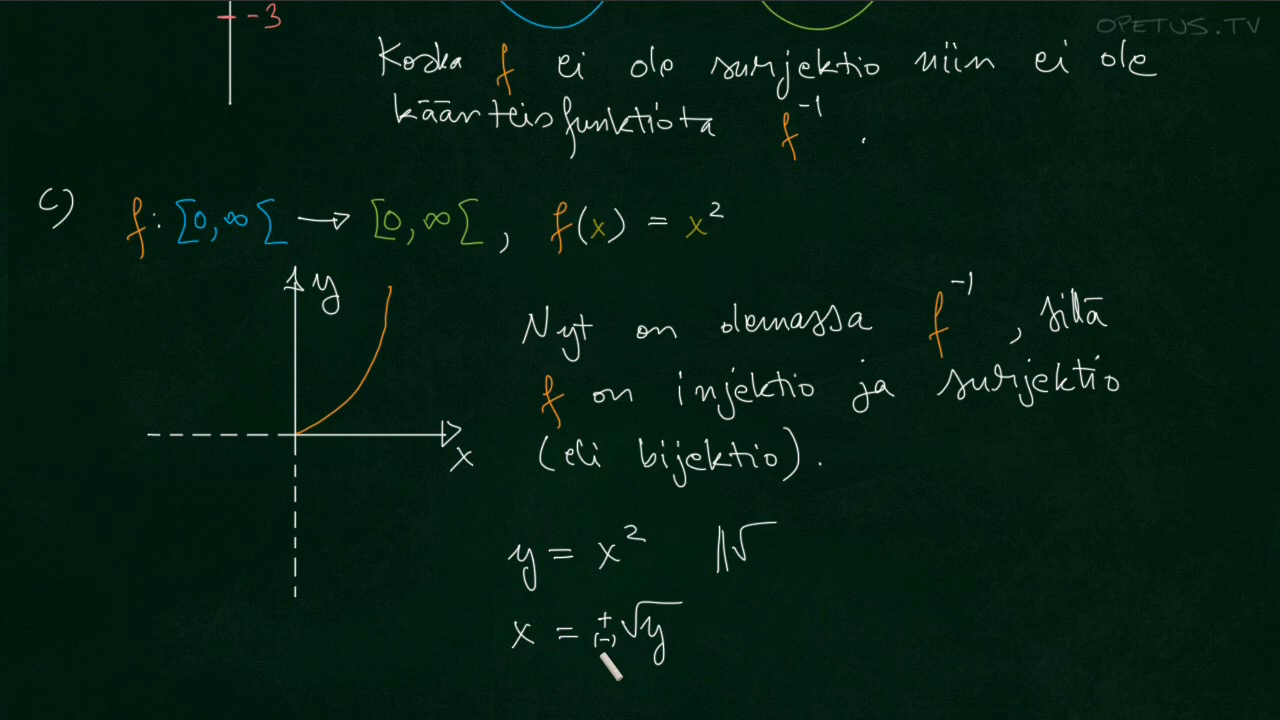 -3
OPETUS.TV
Koska f ei ole surjektio niin ei ole
käänteisfunktiota f⁻¹ .
c) f: [0,∞[ → [0,∞[ , f(x) = x²
y
x
Nyt on olemassa f⁻¹ , sillä
f on injektio ja surjektio
(eli bijektio).
y = x² ||√
x = +(-)√y